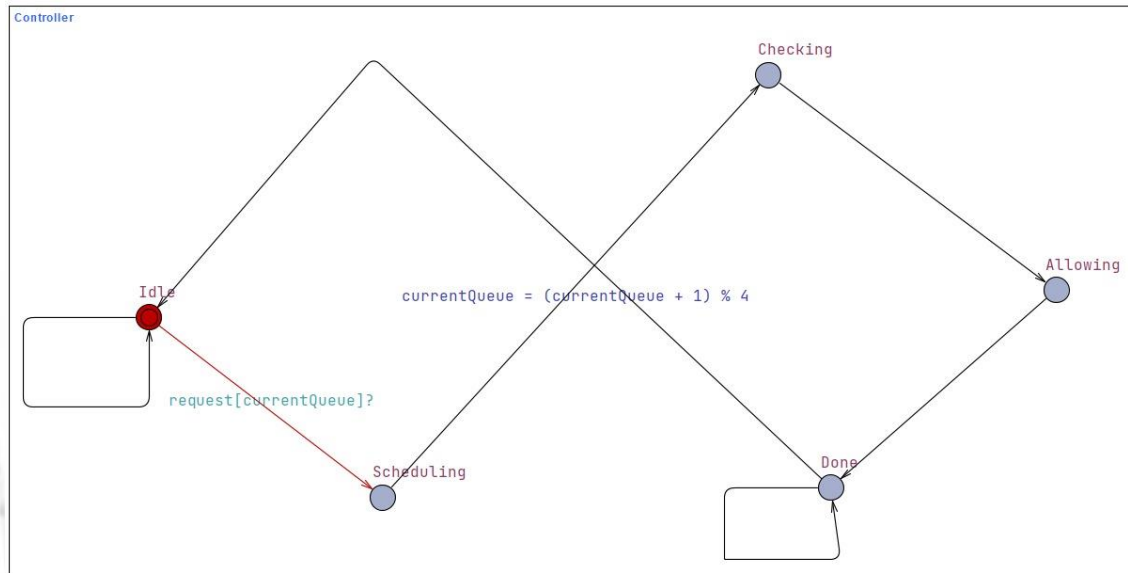 Controller
Checking
Allowing
Idle
currentQueue = (currentQueue + 1) % 4
request[currentQueue]?
Scheduling
Done